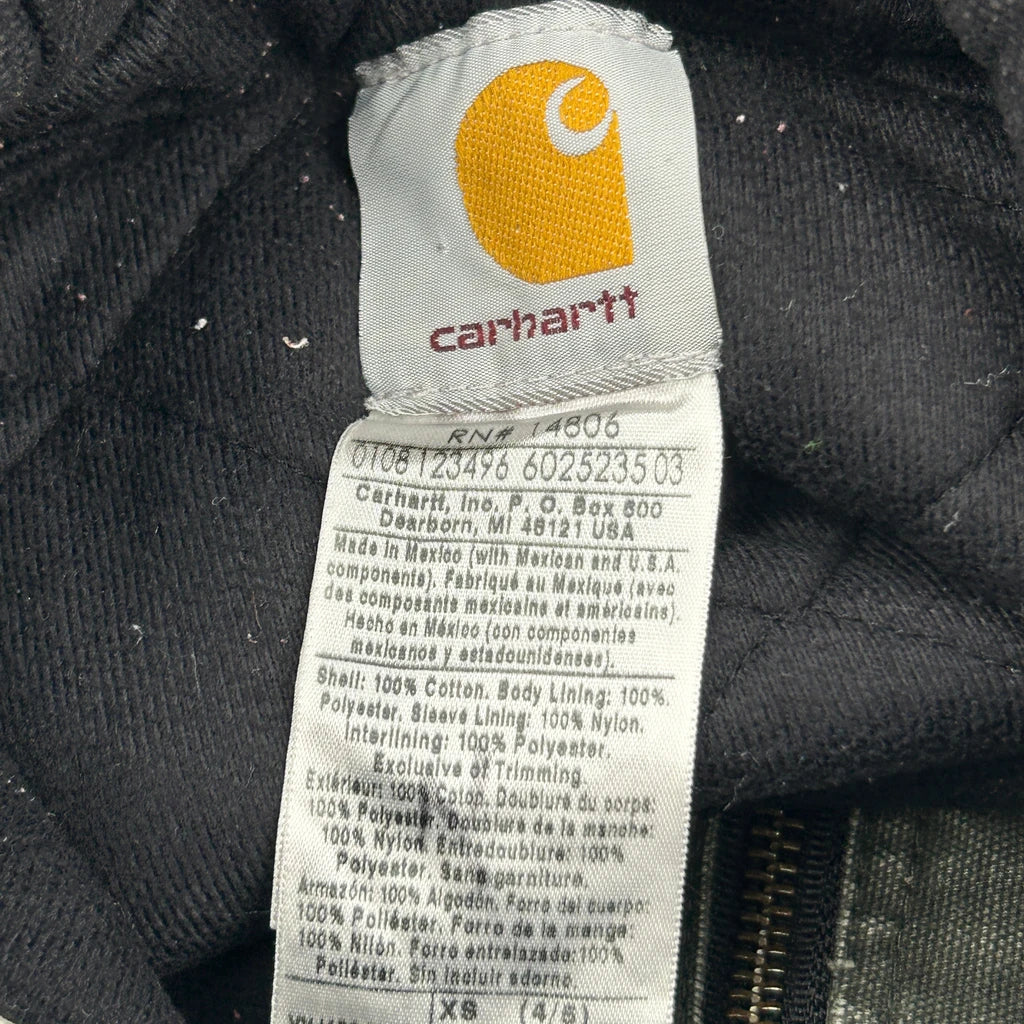 carhartt
RN# 14806
0108 123496 6025235 03
Carhartt, Inc. P. O. Box 600
Dearborn, MI 48121 USA
Made in Mexico (with Mexican and U.S.A.
components). Fabriqué au Mexique (avec
des composants mexicains et américains).
Hecho en México (con componentes
mexicanos y estadounidenses).
Shell: 100% Cotton. Body Lining: 100%
Polyester. Sleeve Lining: 100% Nylon.
Interlining: 100% Polyester.
Exclusive of Trimming.
Extérieur: 100% Coton. Doublure du corps:
100% Polyester. Doublure de la manche:
100% Nylon. Entredoublure: 100%
Polyester. Sans garniture.
Armazón: 100% Algodón. Forro del cuerpo:
100% Poliéster. Forro de la manga:
100% Nilón. Forro entrelazado: 100%
Poliéster. Sin incluir adorno.
XS (4/5)